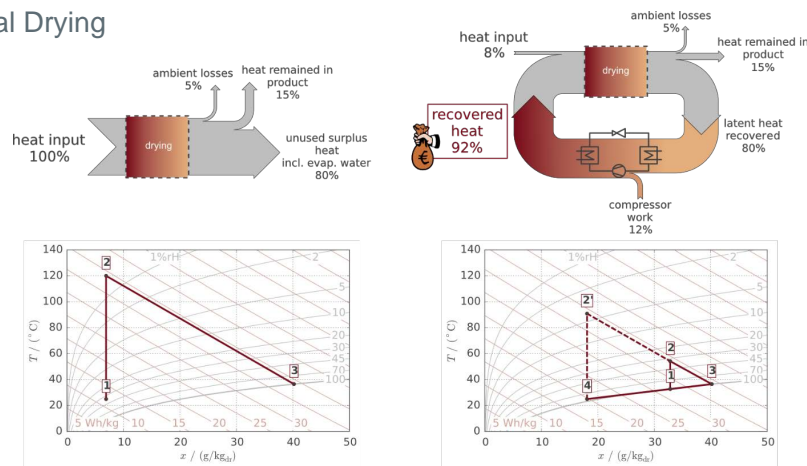 al Drying
ambient losses
5%
heat remained in
product
15%
heat input
100%
drying
unused surplus
heat
incl. evap. water
80%
heat input
8%
ambient losses
5%
heat remained in
product
15%
drying
recovered
heat
92%
€
latent heat
recovered
80%
compressor
work
12%
140
120
100
80
60
40
20
0
T / (°C)
1%rH
2
5
10
20
30
45
70
100
2
1
3
5 Wh/kg 10 15 20 25 30
0 10 20 30 40 50
x / (g/kg_dr)
140
120
100
80
60
40
20
0
T / (°C)
1%rH
2
5
10
20
30
45
70
100
2'
2
4
1
3
5 Wh/kg 10 15 20 25 30
0 10 20 30 40 50
x / (g/kg_dr)